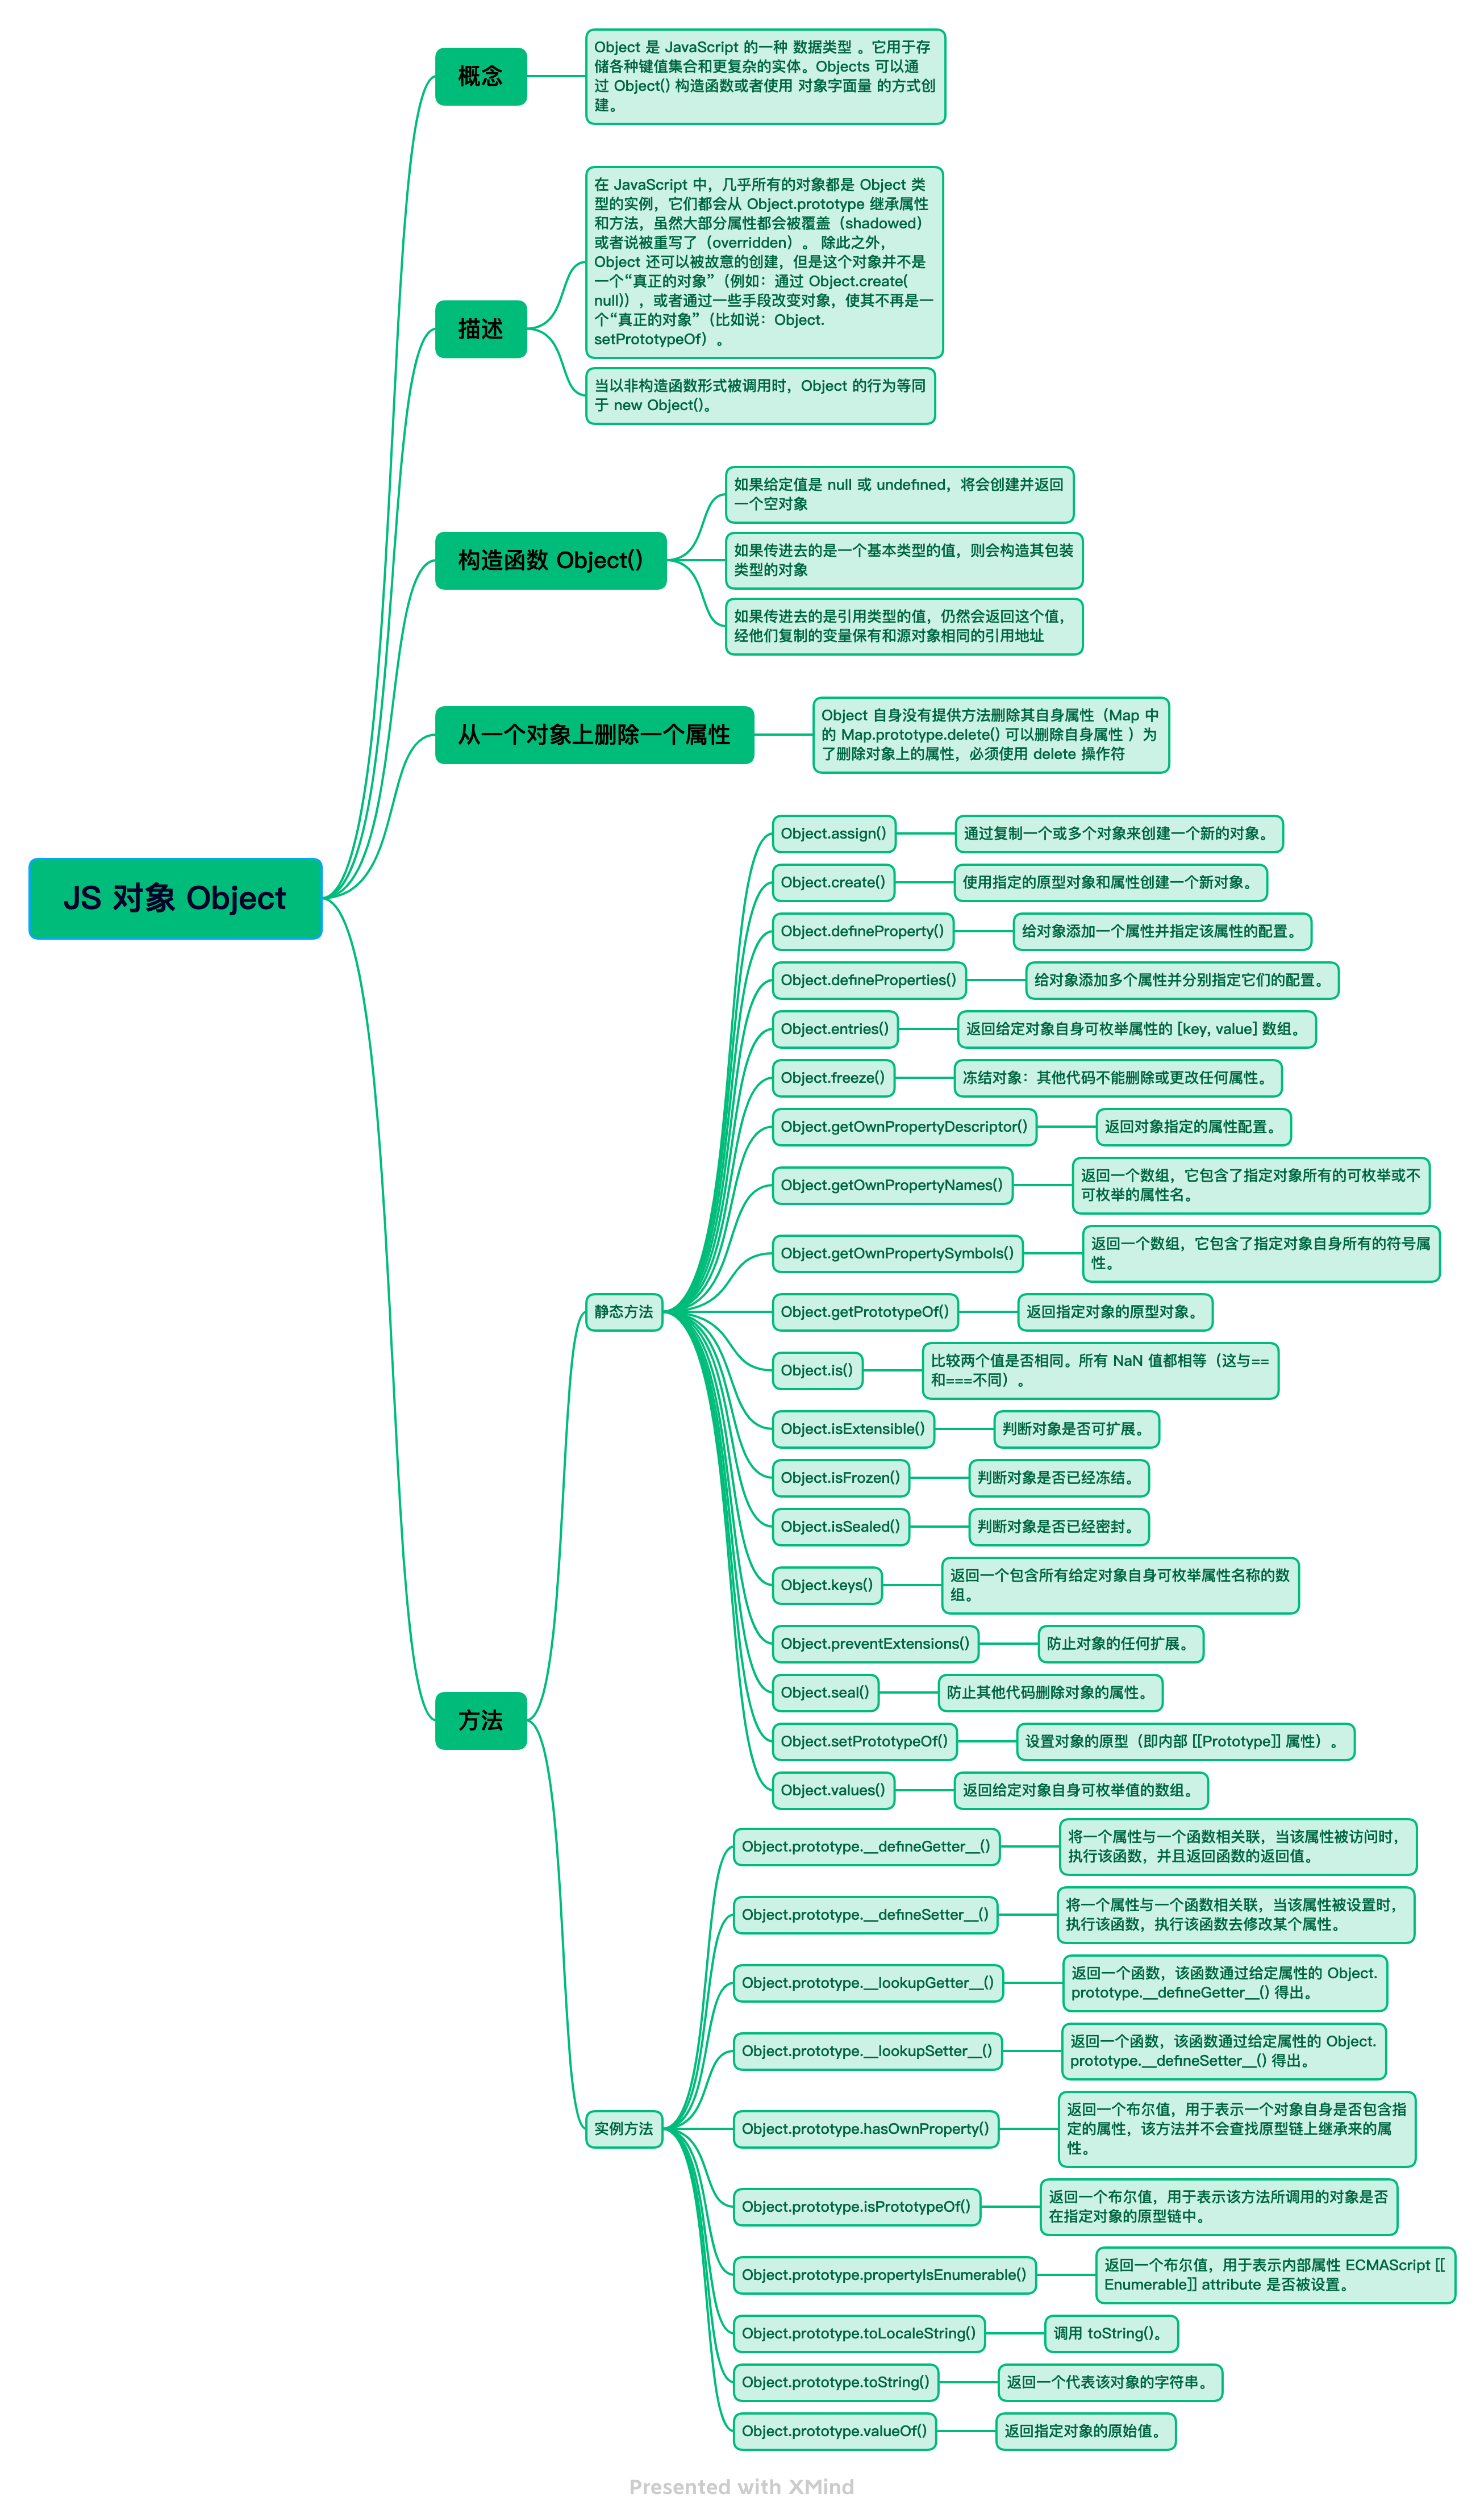 概念
Object 是 JavaScript 的一种 数据类型 。它用于存
储各种键值集合和更复杂的实体。Objects 可以通
过 Object() 构造函数或者使用 对象字面量 的方式创
建。
描述
在 JavaScript 中，几乎所有的对象都是 Object 类
型的实例，它们都会从 Object.prototype 继承属性
和方法，虽然大部分属性都会被覆盖（shadowed）
或者说被重写了（overridden）。 除此之外，
Object 还可以被故意的创建，但是这个对象并不是
一个“真正的对象”（例如：通过 Object.create(
null)），或者通过一些手段改变对象，使其不再是一
个“真正的对象”（比如说：Object.
setPrototypeOf）。
当以非构造函数形式被调用时，Object 的行为等同
于 new Object()。
构造函数 Object()
如果给定值是 null 或 undefined，将会创建并返回
一个空对象
如果传进去的是一个基本类型的值，则会构造其包装
类型的对象
如果传进去的是引用类型的值，仍然会返回这个值，
经他们复制的变量保有和源对象相同的引用地址
从一个对象上删除一个属性
Object 自身没有提供方法删除其自身属性（Map 中
的 Map.prototype.delete() 可以删除自身属性 ）为
了删除对象上的属性，必须使用 delete 操作符
JS 对象 Object
方法
静态方法
Object.assign()
通过复制一个或多个对象来创建一个新的对象。
Object.create()
使用指定的原型对象和属性创建一个新对象。
Object.defineProperty()
给对象添加一个属性并指定该属性的配置。
Object.defineProperties()
给对象添加多个属性并分别指定它们的配置。
Object.entries()
返回给定对象自身可枚举属性的 [key, value] 数组。
Object.freeze()
冻结对象：其他代码不能删除或更改任何属性。
Object.getOwnPropertyDescriptor()
返回对象指定的属性配置。
Object.getOwnPropertyNames()
返回一个数组，它包含了指定对象所有的可枚举或不
可枚举的属性名。
Object.getOwnPropertySymbols()
返回一个数组，它包含了指定对象自身所有的符号属
性。
Object.getPrototypeOf()
返回指定对象的原型对象。
Object.is()
比较两个值是否相同。所有 NaN 值都相等（这与==
和===不同）。
Object.isExtensible()
判断对象是否可扩展。
Object.isFrozen()
判断对象是否已经冻结。
Object.isSealed()
判断对象是否已经密封。
Object.keys()
返回一个包含所有给定对象自身可枚举属性名称的数
组。
Object.preventExtensions()
防止对象的任何扩展。
Object.seal()
防止其他代码删除对象的属性。
Object.setPrototypeOf()
设置对象的原型（即内部 [[Prototype]] 属性）。
Object.values()
返回给定对象自身可枚举值的数组。
实例方法
Object.prototype.__defineGetter__()
将一个属性与一个函数相关联，当该属性被访问时，
执行该函数，并且返回函数的返回值。
Object.prototype.__defineSetter__()
将一个属性与一个函数相关联，当该属性被设置时，
执行该函数，执行该函数去修改某个属性。
Object.prototype.__lookupGetter__()
返回一个函数，该函数通过给定属性的 Object.
prototype.__defineGetter__() 得出。
Object.prototype.__lookupSetter__()
返回一个函数，该函数通过给定属性的 Object.
prototype.__defineSetter__() 得出。
Object.prototype.hasOwnProperty()
返回一个布尔值，用于表示一个对象自身是否包含指
定的属性，该方法并不会查找原型链上继承来的属
性。
Object.prototype.isPrototypeOf()
返回一个布尔值，用于表示该方法所调用的对象是否
在指定对象的原型链中。
Object.prototype.propertyIsEnumerable()
返回一个布尔值，用于表示内部属性 ECMAScript [[
Enumerable]] attribute 是否被设置。
Object.prototype.toLocaleString()
调用 toString()。
Object.prototype.toString()
返回一个代表该对象的字符串。
Object.prototype.valueOf()
返回指定对象的原始值。
Presented with XMind